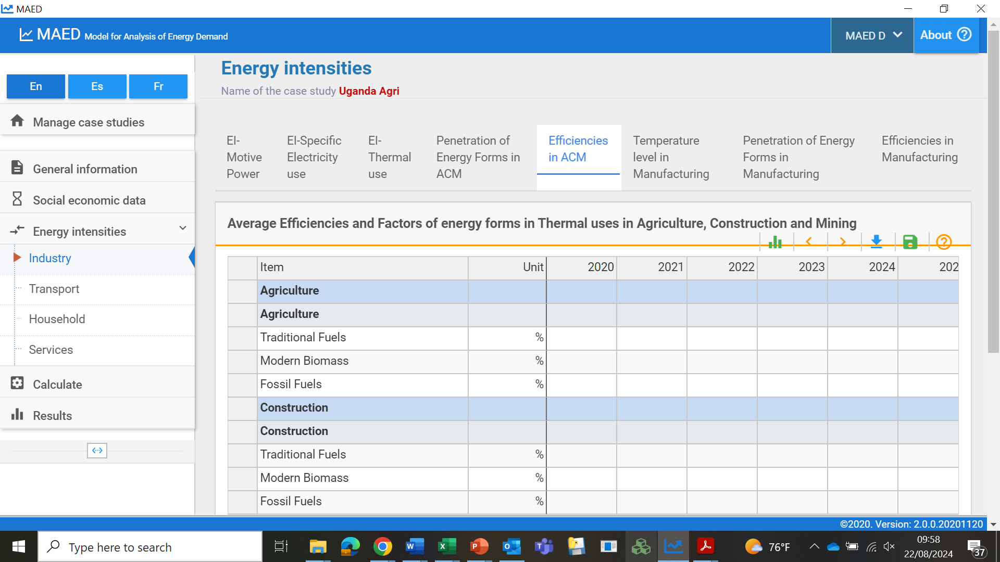 MAED
MAED Model for Analysis of Energy Demand
MAED D
About
En Es Fr
Manage case studies
General information
Social economic data
Energy intensities
Industry
Transport
Household
Services
Calculate
Results
Energy intensities
Name of the case study Uganda Agri
EI-
Motive
Power
EI-Specific
Electricity
use
EI-
Thermal
use
Penetration of
Energy Forms in
ACM
Efficiencies
in ACM
Temperature
level in
Manufacturing
Penetration of Energy
Forms in
Manufacturing
Efficiencies in
Manufacturing
Average Efficiencies and Factors of energy forms in Thermal uses in Agriculture, Construction and Mining
Item Unit 2020 2021 2022 2023 2024 202
Agriculture
Agriculture
Traditional Fuels %
Modern Biomass %
Fossil Fuels %
Construction
Construction
Traditional Fuels %
Modern Biomass %
Fossil Fuels %
©2020. Version: 2.0.0.20201120
Type here to search
76°F
09:58
22/08/2024
37